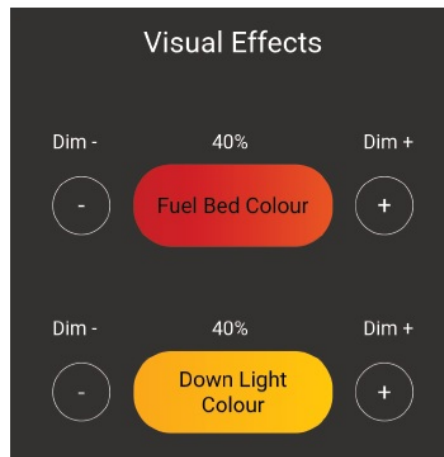 Visual Effects
Dim - 40% Dim +
- Fuel Bed Colour +
Dim - 40% Dim +
- Down Light
Colour +